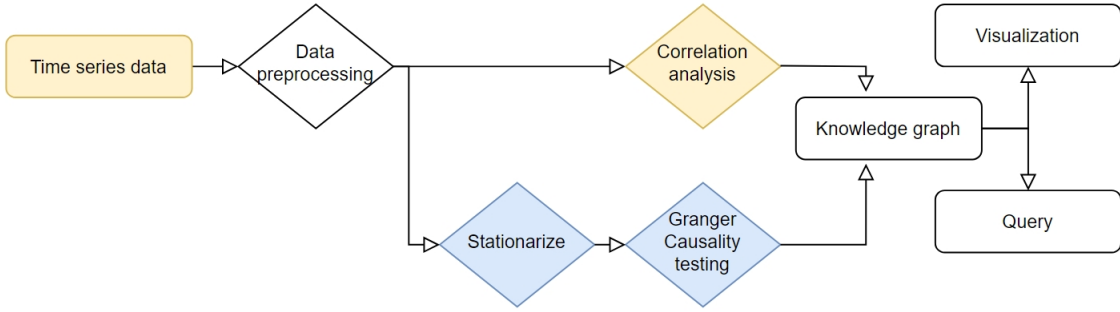 Time series data
Data
preprocessing
Correlation
analysis
Stationarize
Granger
Causality
testing
Knowledge graph
Visualization
Query